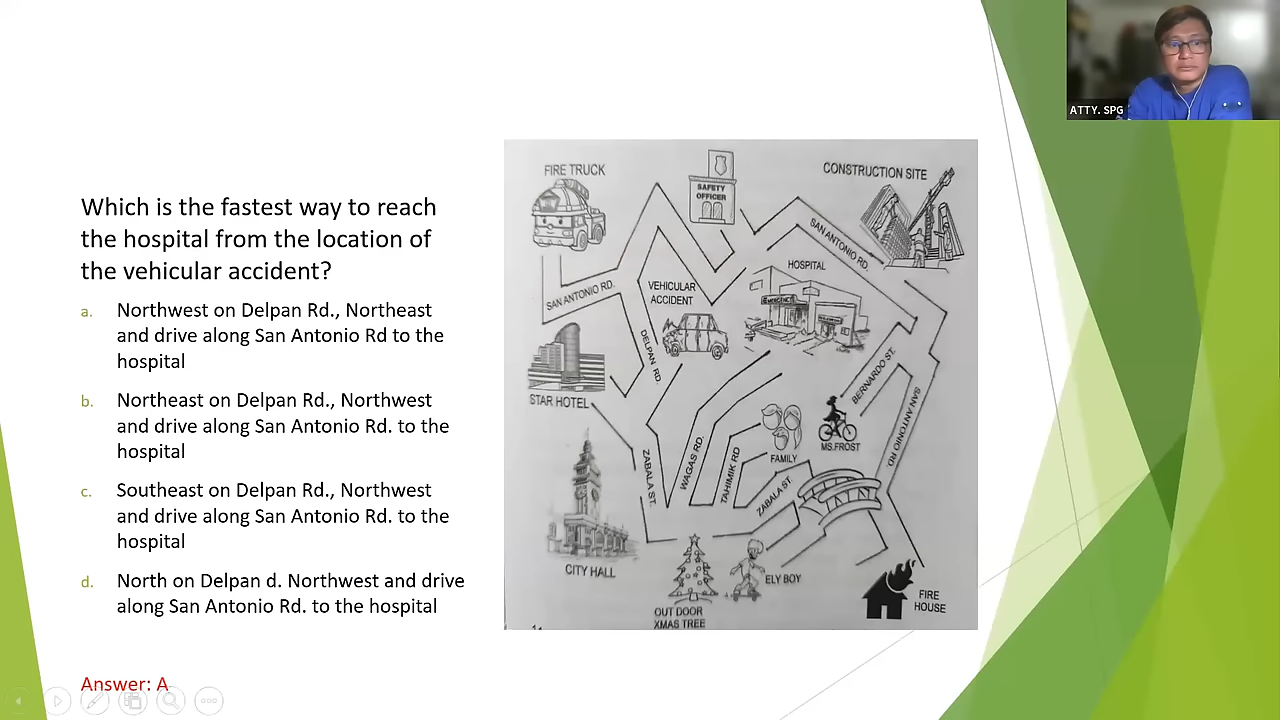 ATTY. SPG
Which is the fastest way to reach
the hospital from the location of
the vehicular accident?
a. Northwest on Delpan Rd., Northeast
and drive along San Antonio Rd to the
hospital
b. Northeast on Delpan Rd., Northwest
and drive along San Antonio Rd. to the
hospital
c. Southeast on Delpan Rd., Northwest
and drive along San Antonio Rd. to the
hospital
d. North on Delpan d. Northwest and drive
along San Antonio Rd. to the hospital
Answer: A
FIRE TRUCK
SAFETY
OFFICER
CONSTRUCTION SITE
SAN ANTONIO RD.
HOSPITAL
EMERGENCY
SAN ANTONIO RD.
VEHICULAR
ACCIDENT
DELPAN RD.
STAR HOTEL
BERNARDO ST.
SAN ANTONIO RD.
MS.FROST
FAMILY
ZABALA ST.
WAGAS RD.
TAHIMIK RD
ZABALA ST.
CITY HALL
ELY BOY
OUT DOOR
XMAS TREE
FIRE
HOUSE